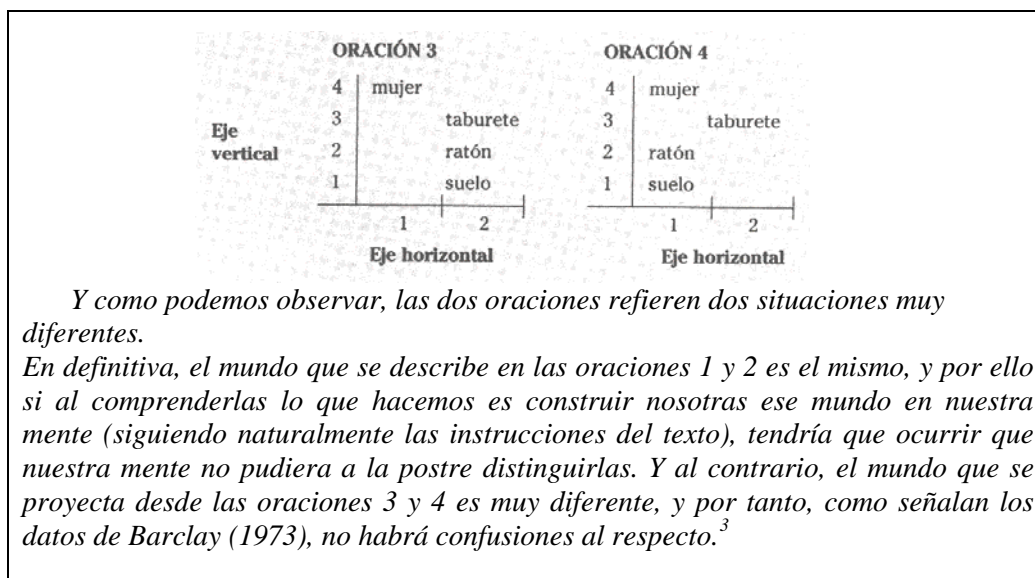 ORACIÓN 3
4 mujer
3 taburete
2 ratón
1 suelo
1 2
Eje vertical
Eje horizontal
ORACIÓN 4
4 mujer
3 taburete
2 ratón
1 suelo
1 2
Eje horizontal
Y como podemos observar, las dos oraciones refieren dos situaciones muy
diferentes.
En definitiva, el mundo que se describe en las oraciones 1 y 2 es el mismo, y por ello
si al comprenderlas lo que hacemos es construir nosotras ese mundo en nuestra
mente (siguiendo naturalmente las instrucciones del texto), tendría que ocurrir que
nuestra mente no pudiera a la postre distinguirlas. Y al contrario, el mundo que se
proyecta desde las oraciones 3 y 4 es muy diferente, y por tanto, como señalan los
datos de Barclay (1973), no habrá confusiones al respecto.3